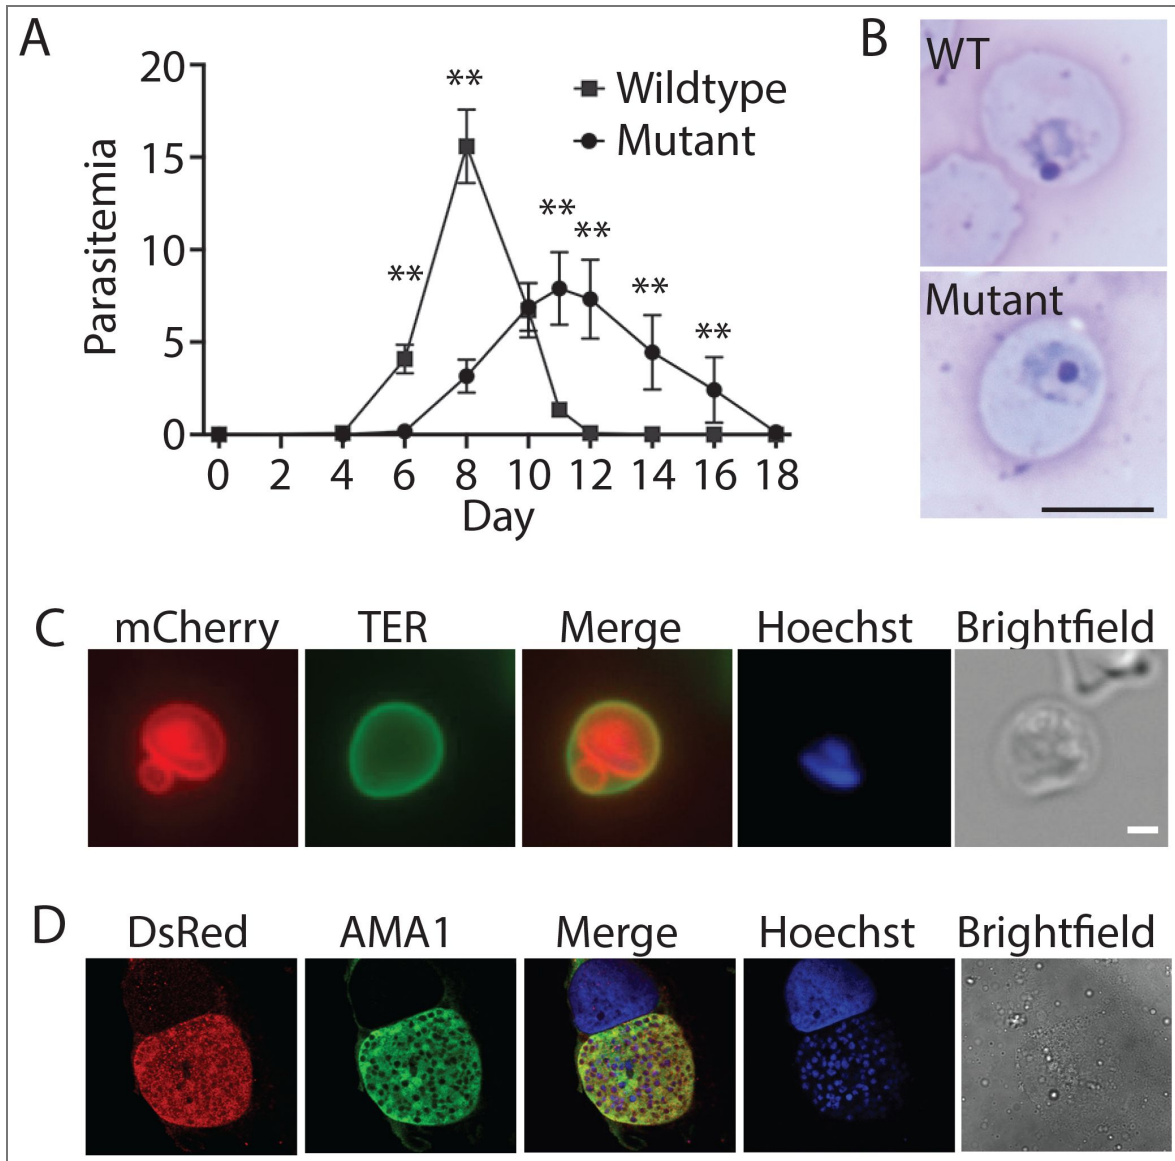 A
B
20
15
10
5
0
Parasitemia
**
**
**
**
**
**
Wildtype
Mutant
0 2 4 6 8 10 12 14 16 18
Day
WT
Mutant
C
mCherry TER Merge Hoechst Brightfield
D
DsRed AMA1 Merge Hoechst Brightfield